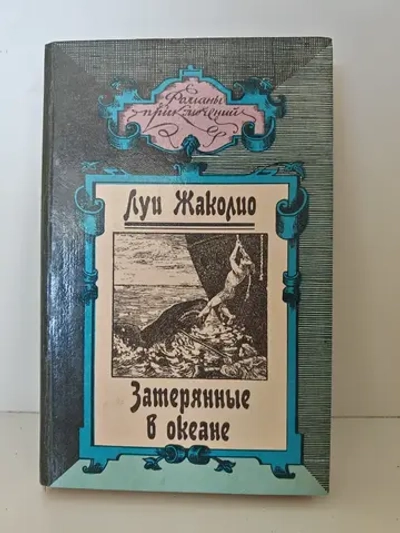 Романы
приключений
Луи Жаколио
Затерянные
в океане